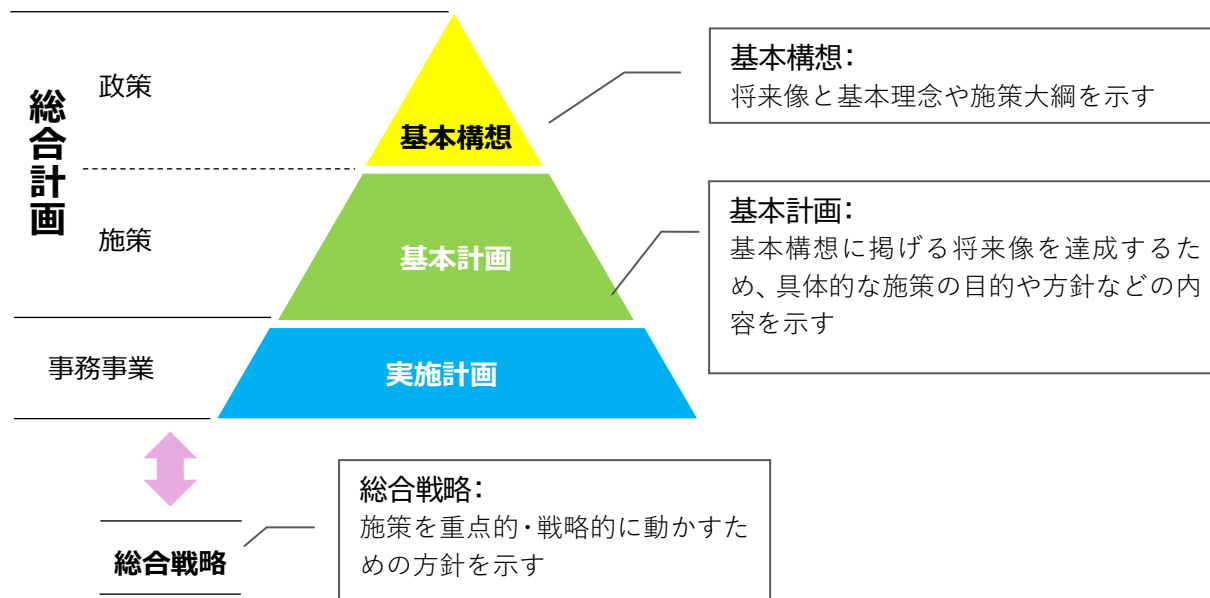 総合計画
政策
基本構想
施策
基本計画
事務事業
実施計画
総合戦略
基本構想：
将来像と基本理念や施策大綱を示す
基本計画：
基本構想に掲げる将来像を達成するた
め、具体的な施策の目的や方針などの内
容を示す
総合戦略：
施策を重点的・戦略的に動かすた
めの方針を示す